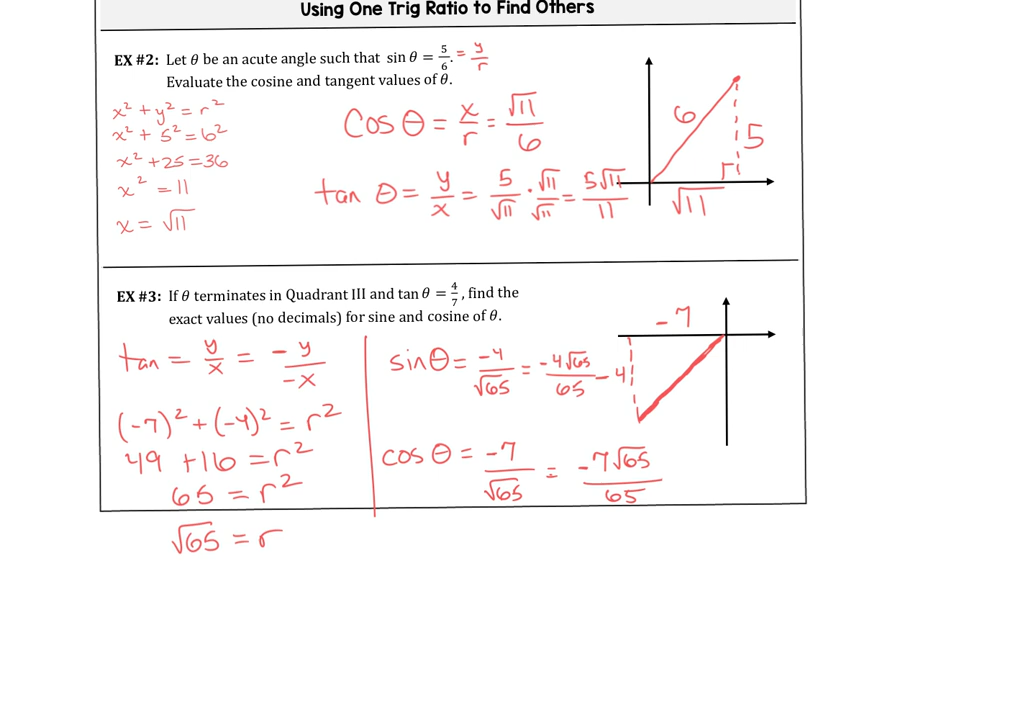 Using One Trig Ratio to Find Others
EX #2: Let θ be an acute angle such that sin θ = 5/6. = y/r
Evaluate the cosine and tangent values of θ.
x² + y² = r²
x² + 5² = 6²
x² + 25 = 36
x² = 11
x = √11
Cos θ = x/r = √11/6
tan θ = y/x = 5/√11 · √11/√11 = 5√11/11
6
5
√11
EX #3: If θ terminates in Quadrant III and tan θ = 4/7, find the
exact values (no decimals) for sine and cosine of θ.
tan = y/x = -y/-x
(-7)² + (-4)² = r²
49 + 16 = r²
65 = r²
√65 = r
sin θ = -4/√65 = -4√65/65
cos θ = -7/√65 = -7√65/65
-7
-4